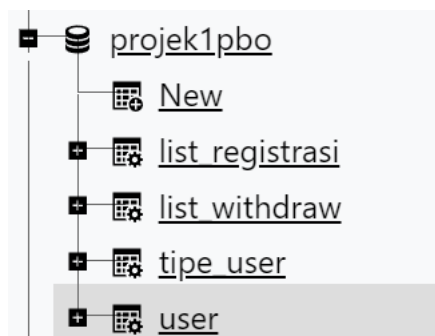 projek1pbo
New
list_registrasi
list_withdraw
tipe_user
user